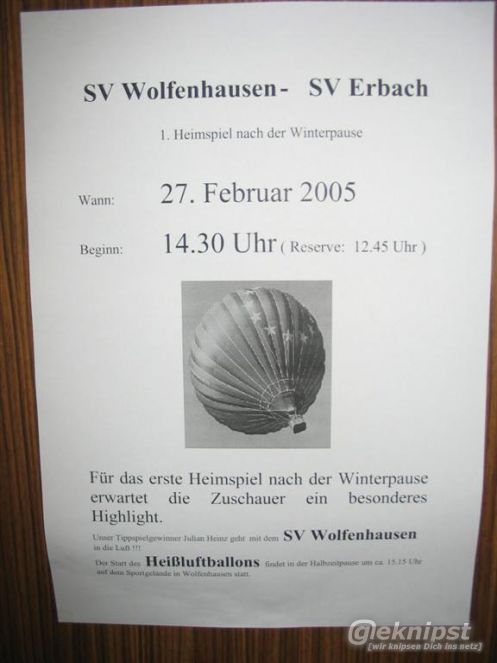 SV Wolfenhausen- SV Erbach
1. Heimspiel nach der Winterpause
Wann: 27. Februar 2005
Beginn: 14.30 Uhr ( Reserve: 12.45 Uhr )
Für das erste Heimspiel nach der Winterpause
erwartet die Zuschauer ein besonderes
Highlight.
Unser Tippspielgewinner Julian Heinz geht mit dem SV Wolfenhausen
in die Luft !!!
Der Start des Heißluftballons findet in der Halbzeitpause um ca. 15.15 Uhr
auf dem Sportgelände in Wolfenhausen statt.
Geknipst
[wir knipsen Dich ins netz]